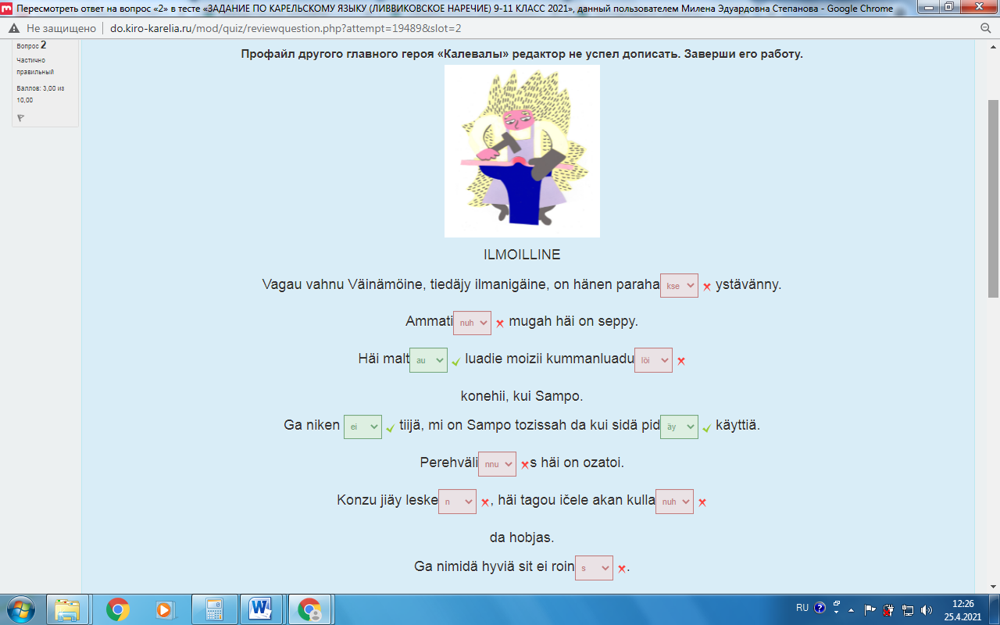 Пересмотреть ответ на вопрос «2» в тесте «ЗАДАНИЕ ПО КАРЕЛЬСКОМУ ЯЗЫКУ (ЛИВВИКОВСКОЕ НАРЕЧИЕ) 9-11 КЛАСС 2021», данный пользователем Милена Эдуардовна Степанова - Google Chrome
Не защищено do.kiro-karelia.ru/mod/quiz/reviewquestion.php?attempt=19489&slot=2
Вопрос 2
Частично
правильный
Баллов: 3,00 из
10,00
Профайл другого главного героя «Калевалы» редактор не успел дописать. Заверши его работу.
ILMOILLINE
Vagau vahnu Väinämöine, tiedäjy ilmanigäine, on hänen paraha kse ystävänny.
Ammati nuh mugah häi on seppy.
Häi malt au luadie moizii kummanluadu löi
konehii, kui Sampo.
Ga niken ei tiijä, mi on Sampo tozissah da kui sidä pid äy käyttiä.
Perehväli nnu s häi on ozatoi.
Konzu jiäy leske n , häi tagou ičele akan kulla nuh
da hobjas.
Ga nimidä hyviä sit ei roin s .
RU
12:26
25.4.2021